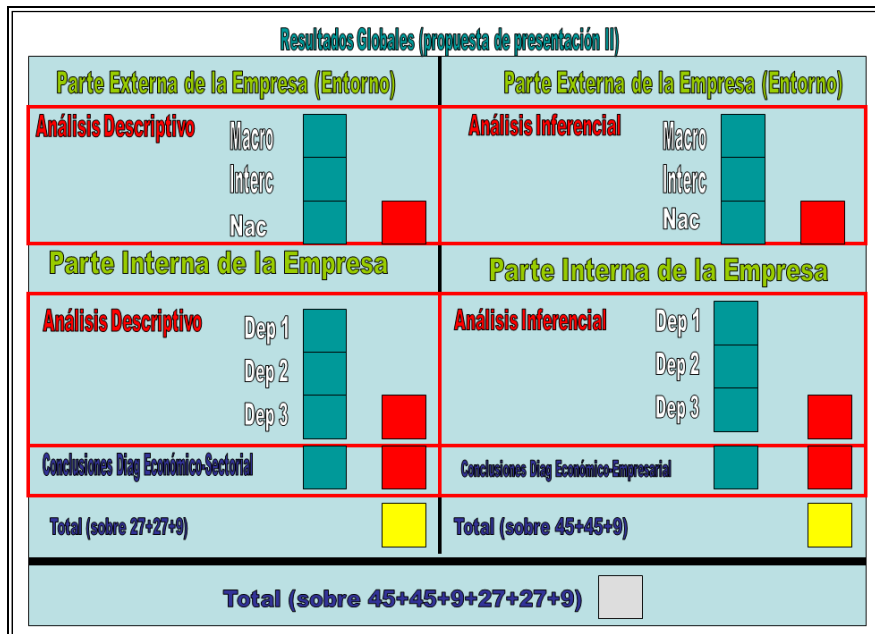 Resultados Globales (propuesta de presentación II)
Parte Externa de la Empresa (Entorno)
Análisis Descriptivo
Macro
Interc
Nac
Parte Interna de la Empresa
Análisis Descriptivo
Dep 1
Dep 2
Dep 3
Conclusiones Diag Económico-Sectorial
Total (sobre 27+27+9)
Parte Externa de la Empresa (Entorno)
Análisis Inferencial
Macro
Interc
Nac
Parte Interna de la Empresa
Análisis Inferencial
Dep 1
Dep 2
Dep 3
Conclusiones Diag Económico-Empresarial
Total (sobre 45+45+9)
Total (sobre 45+45+9+27+27+9)